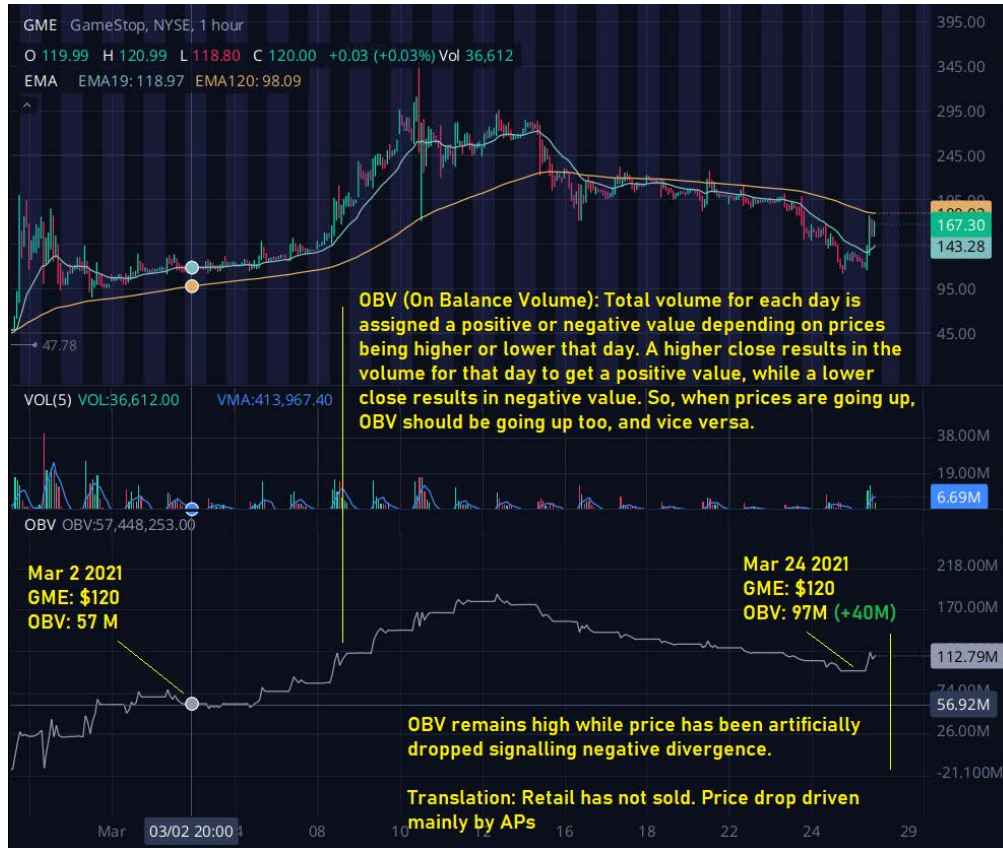 GME GameStop, NYSE, 1 hour
O 119.99 H 120.99 L 118.80 C 120.00 +0.03 (+0.03%) Vol 36,612
EMA EMA19: 118.97 EMA120: 98.09
395.00
345.00
295.00
245.00
167.30
143.28
95.00
45.00
47.78
OBV (On Balance Volume): Total volume for each day is
assigned a positive or negative value depending on prices
being higher or lower that day. A higher close results in the
volume for that day to get a positive value, while a lower
close results in negative value. So, when prices are going up,
OBV should be going up too, and vice versa.
VOL(5) VOL:36,612.00 VMA:413,967.40
38.00M
19.00M
6.69M
OBV OBV:57,448,253.00
Mar 2 2021
GME: $120
OBV: 57 M
Mar 24 2021
GME: $120
OBV: 97M (+40M)
218.00M
170.00M
112.79M
74.00M
56.92M
26.00M
-21.100M
OBV remains high while price has been artificially
dropped signalling negative divergence.
Translation: Retail has not sold. Price drop driven
mainly by APs
Mar 03/02 20:00 4 08 10 12 14 16 18 22 24 29